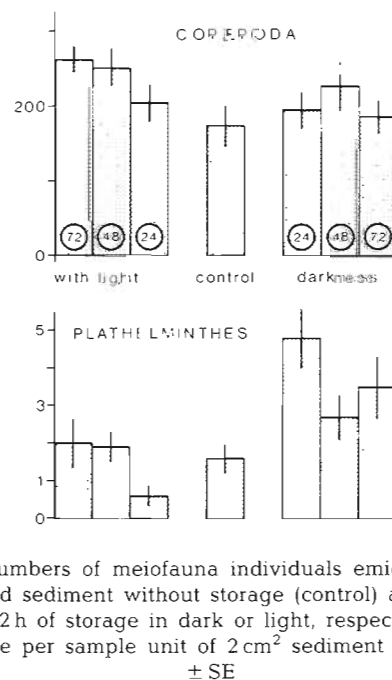 COPEPODA
200
0
72 48 24 24 48 72
with light control darkness
PLATHELMINTHES
5
3
1
0
umbers of meiofauna individuals emi
d sediment without storage (control) a
2 h of storage in dark or light, respec
e per sample unit of 2 cm² sediment
± SE